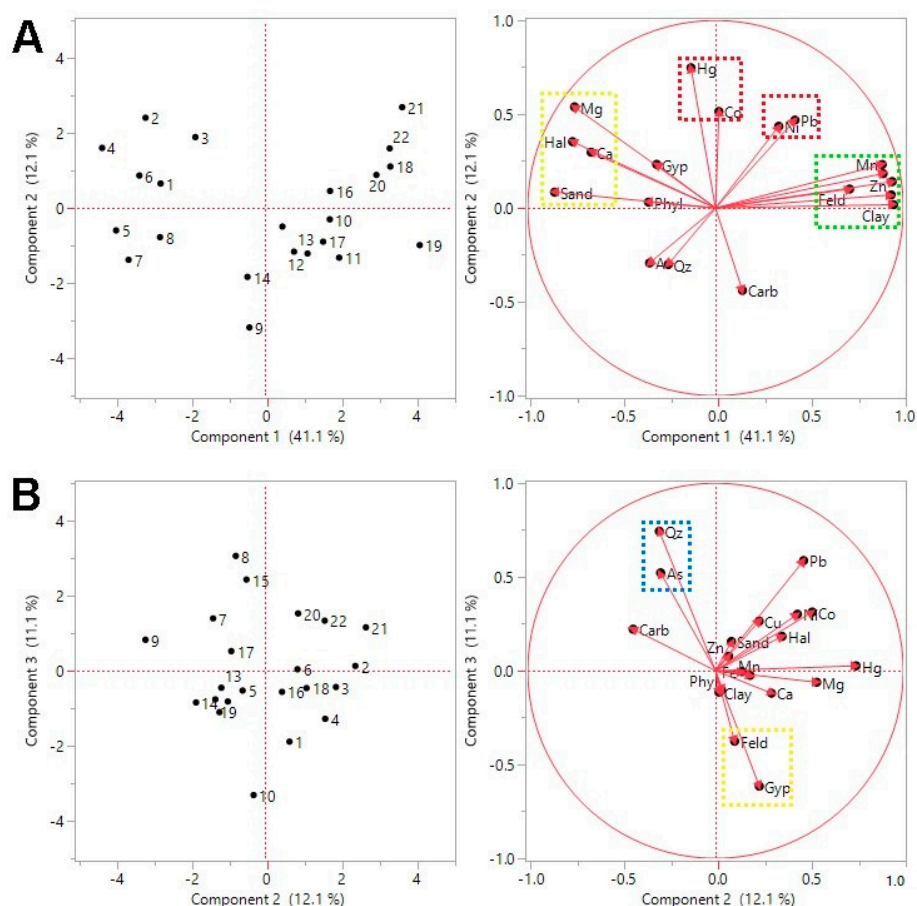 A
4
2
0
-2
-4
Component 2 (12.1 %)
-4 -2 0 2 4
Component 1 (41.1 %)
21
2
22
3
4
18
6
20
1
16
10
5
8
13
17
19
12
11
7
14
9
1.0
0.5
0.0
-0.5
-1.0
Component 2 (12.1 %)
-1.0 -0.5 0.0 0.5 1.0
Component 1 (41.1 %)
Hg
Mg
Co
Pb
Ni
Hal
Ca
Gyp
Mn
Zn
Sand
Phyl
Feld
Clay
Qz
Carb
B
4
2
0
-2
-4
Component 3 (11.1 %)
-4 -2 0 2 4
Component 2 (12.1 %)
8
15
20
7
22
21
9
17
6
2
13
5
16
18
3
14
19
4
1
10
1.0
0.5
0.0
-0.5
-1.0
Component 3 (11.1 %)
-1.0 -0.5 0.0 0.5 1.0
Component 2 (12.1 %)
Qz
Pb
As
Co
Cu
Carb
Hal
Sand
Zn
Mn
Hg
Phy
Mg
Clay
Ca
Feld
Gyp